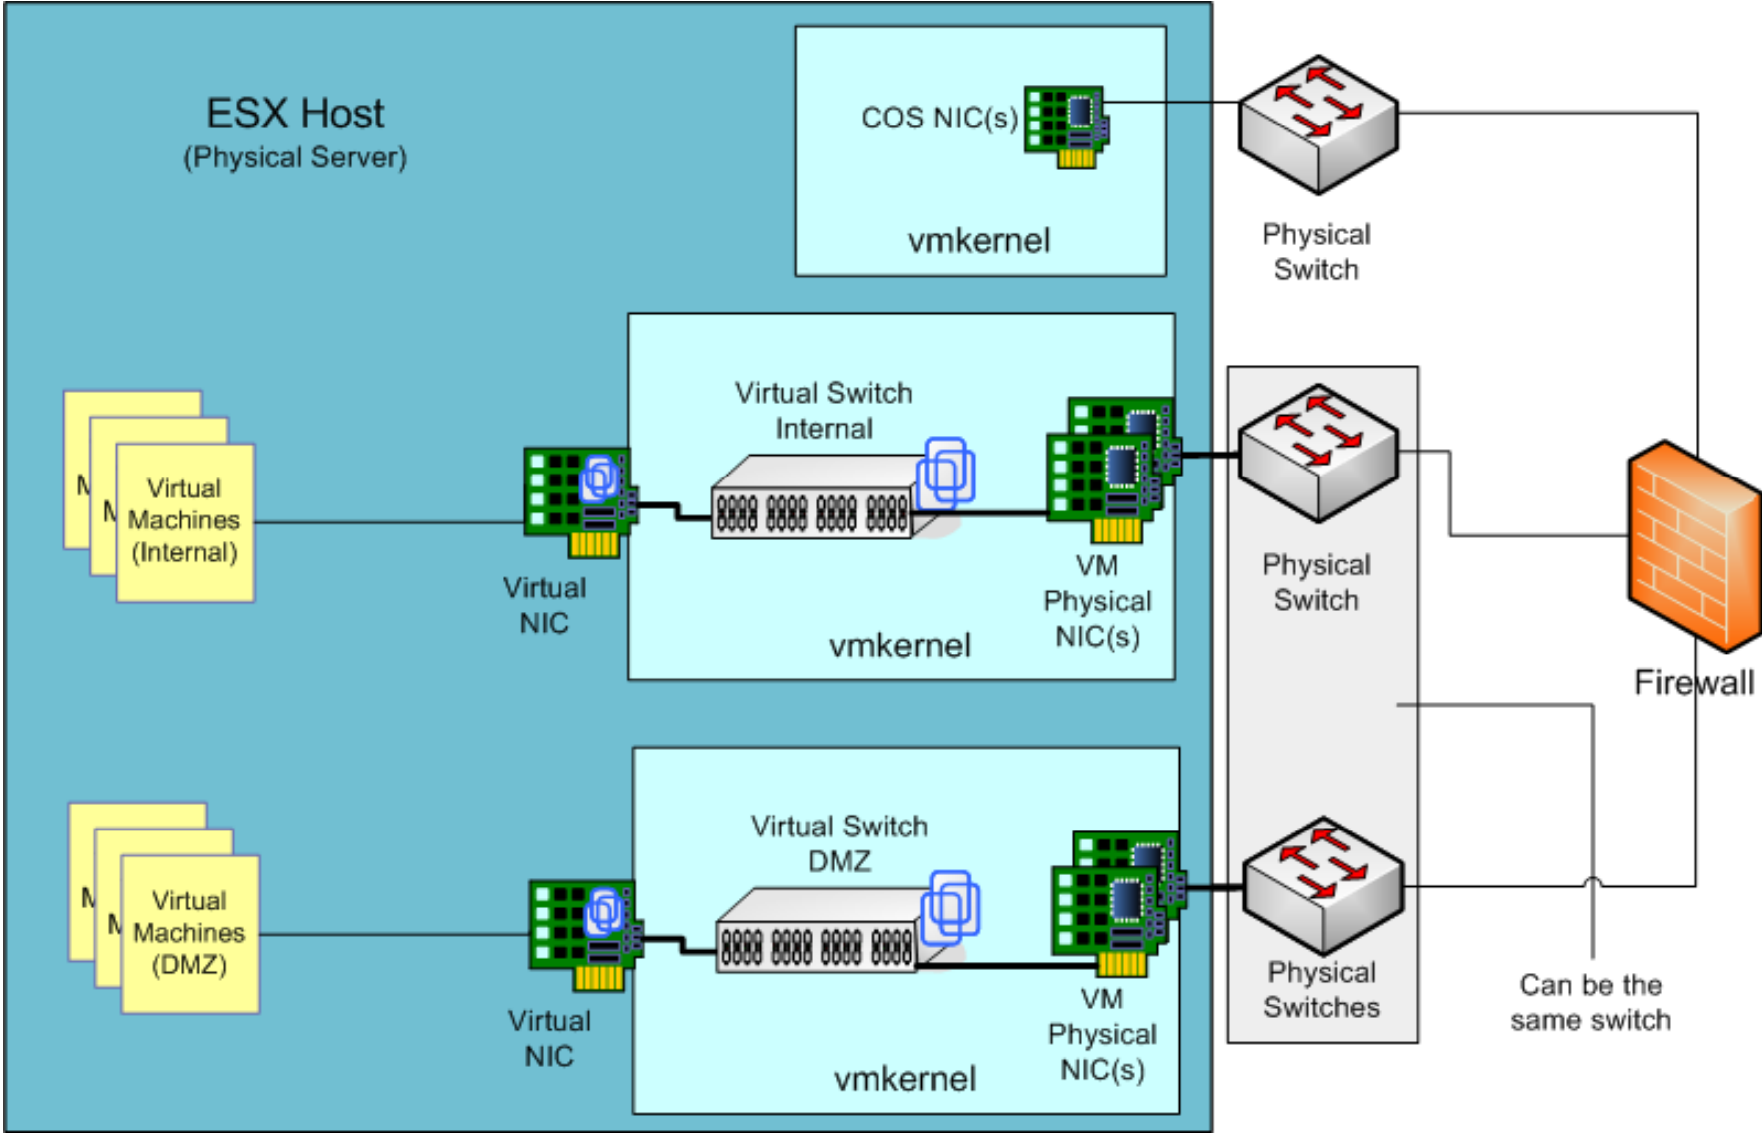 ESX Host
(Physical Server)
COS NIC(s)
vmkernel
Physical
Switch
Virtual Switch
Internal
M
M
Virtual
Machines
(Internal)
Virtual
NIC
VM
Physical
NIC(s)
vmkernel
Physical
Switch
Firewall
Virtual Switch
DMZ
M
M
Virtual
Machines
(DMZ)
Virtual
NIC
VM
Physical
NIC(s)
vmkernel
Physical
Switches
Can be the
same switch